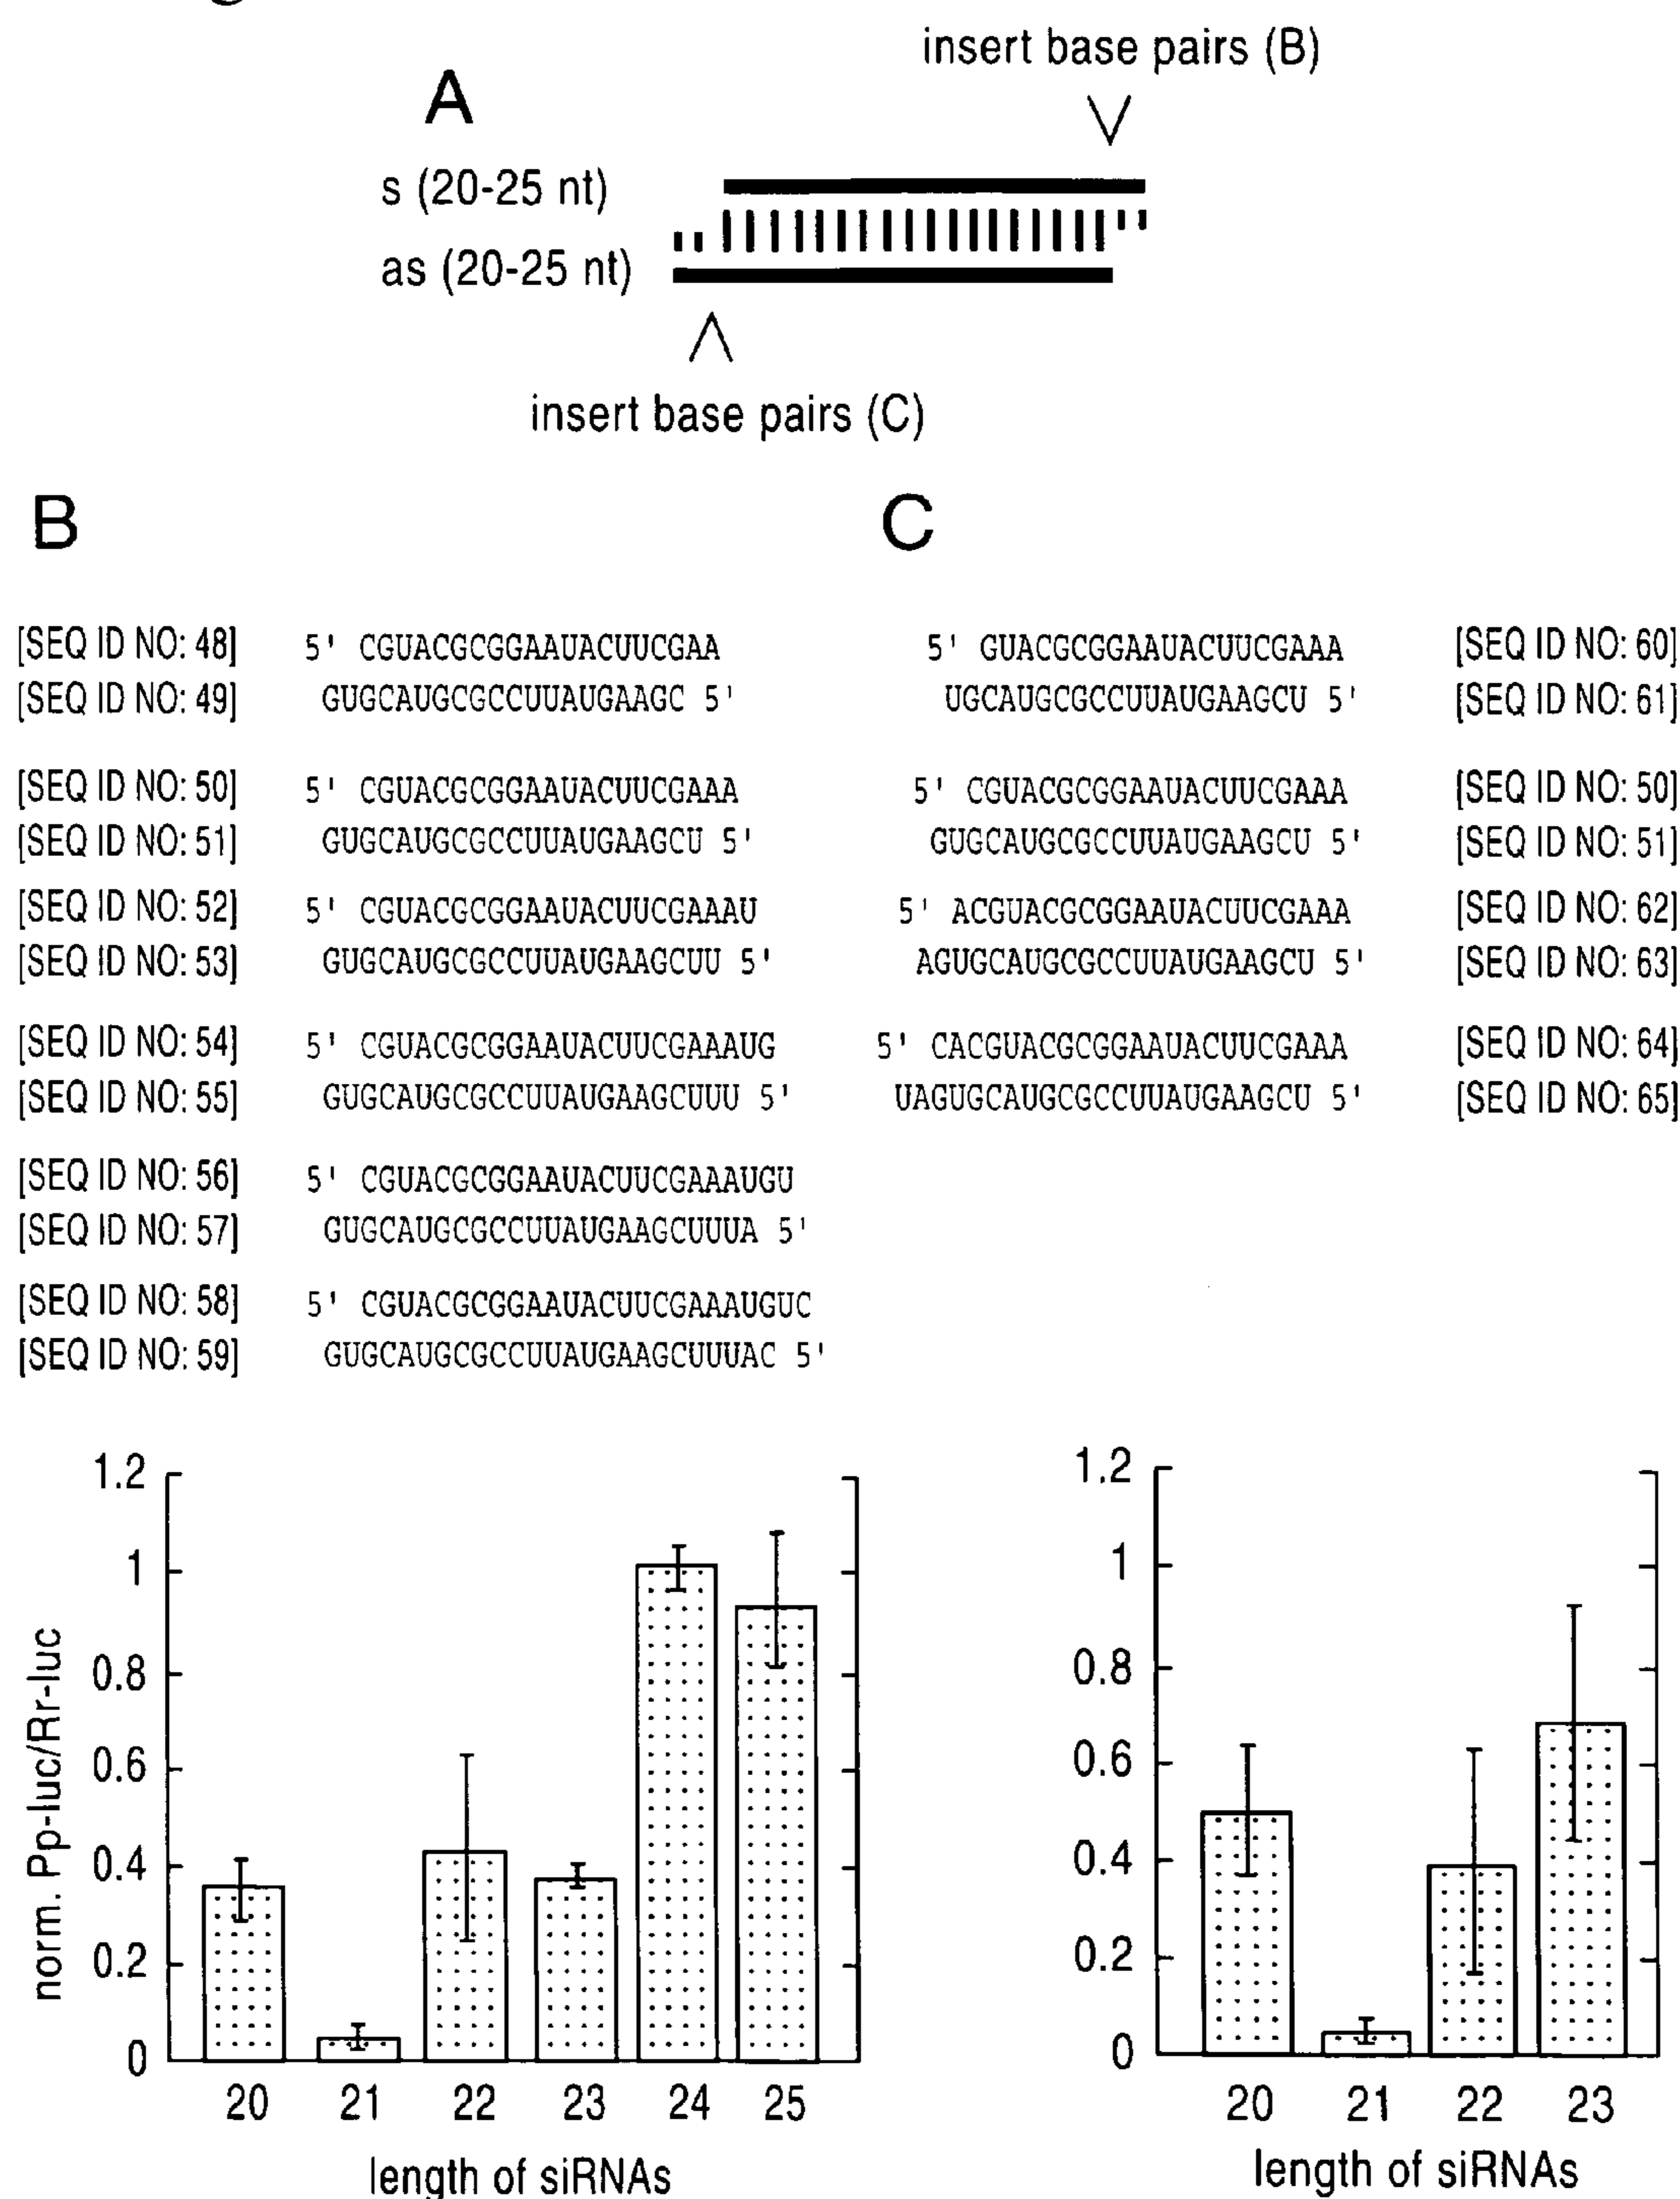 insert base pairs (B)
A
s (20-25 nt)
as (20-25 nt)
insert base pairs (C)
B
[SEQ ID NO: 48] 5' CGUACGCGGAAUACUUCGAA
[SEQ ID NO: 49] GUGCAUGCGCCUUAUGAAGC 5'
[SEQ ID NO: 50] 5' CGUACGCGGAAUACUUCGAAA
[SEQ ID NO: 51] GUGCAUGCGCCUUAUGAAGCU 5'
[SEQ ID NO: 52] 5' CGUACGCGGAAUACUUCGAAAU
[SEQ ID NO: 53] GUGCAUGCGCCUUAUGAAGCUU 5'
[SEQ ID NO: 54] 5' CGUACGCGGAAUACUUCGAAAUG
[SEQ ID NO: 55] GUGCAUGCGCCUUAUGAAGCUUU 5'
[SEQ ID NO: 56] 5' CGUACGCGGAAUACUUCGAAAUGU
[SEQ ID NO: 57] GUGCAUGCGCCUUAUGAAGCUUUA 5'
[SEQ ID NO: 58] 5' CGUACGCGGAAUACUUCGAAAUGUC
[SEQ ID NO: 59] GUGCAUGCGCCUUAUGAAGCUUUAC 5'
C
5' GUACGCGGAAUACUUCGAAA [SEQ ID NO: 60]
UGCAUGCGCCUUAUGAAGCU 5' [SEQ ID NO: 61]
5' CGUACGCGGAAUACUUCGAAA [SEQ ID NO: 50]
GUGCAUGCGCCUUAUGAAGCU 5' [SEQ ID NO: 51]
5' ACGUACGCGGAAUACUUCGAAA [SEQ ID NO: 62]
AGUGCAUGCGCCUUAUGAAGCU 5' [SEQ ID NO: 63]
5' CACGUACGCGGAAUACUUCGAAA [SEQ ID NO: 64]
UAGUGCAUGCGCCUUAUGAAGCU 5' [SEQ ID NO: 65]
norm. Pp-luc/Rr-luc
1.2
1
0.8
0.6
0.4
0.2
0
20 21 22 23 24 25
length of siRNAs
1.2
1
0.8
0.6
0.4
0.2
0
20 21 22 23
length of siRNAs